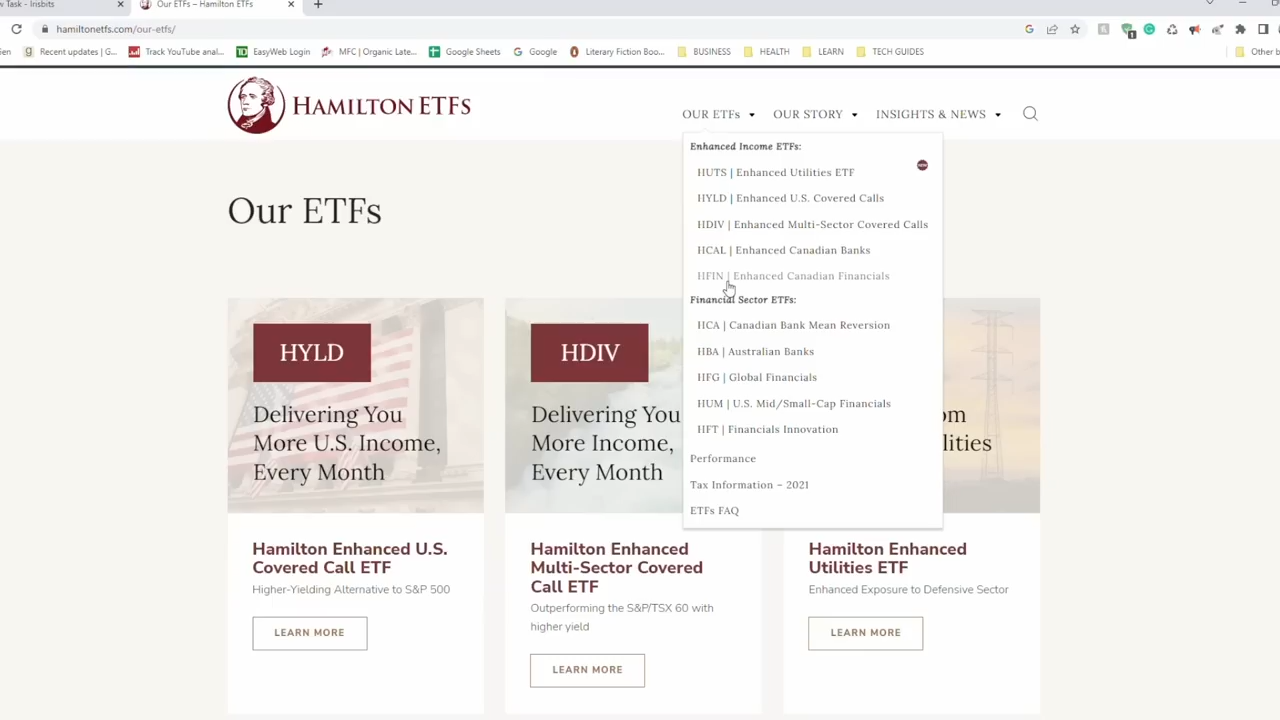 w Task - Irisbits
Our ETFs – Hamilton ETFs
hamiltonetfs.com/our-etfs/
Recent updates | G...
Track YouTube anal...
EasyWeb Login
MFC | Organic Late...
Google Sheets
Google
Literary Fiction Boo...
BUSINESS
HEALTH
LEARN
TECH GUIDES
Other b
HAMILTON ETFs
OUR ETFs
OUR STORY
INSIGHTS & NEWS
Enhanced Income ETFs:
NEW
HUTS | Enhanced Utilities ETF
HYLD | Enhanced U.S. Covered Calls
HDIV | Enhanced Multi-Sector Covered Calls
HCAL | Enhanced Canadian Banks
HFIN | Enhanced Canadian Financials
Financial Sector ETFs:
HCA | Canadian Bank Mean Reversion
HBA | Australian Banks
HFG | Global Financials
HUM | U.S. Mid/Small-Cap Financials
HFT | Financials Innovation
Performance
Tax Information – 2021
ETFs FAQ
Our ETFs
HYLD
Delivering You
More U.S. Income,
Every Month
Hamilton Enhanced U.S.
Covered Call ETF
Higher-Yielding Alternative to S&P 500
LEARN MORE
HDIV
Delivering You
More Income,
Every Month
Hamilton Enhanced
Multi-Sector Covered
Call ETF
Outperforming the S&P/TSX 60 with
higher yield
LEARN MORE
om
lities
Hamilton Enhanced
Utilities ETF
Enhanced Exposure to Defensive Sector
LEARN MORE